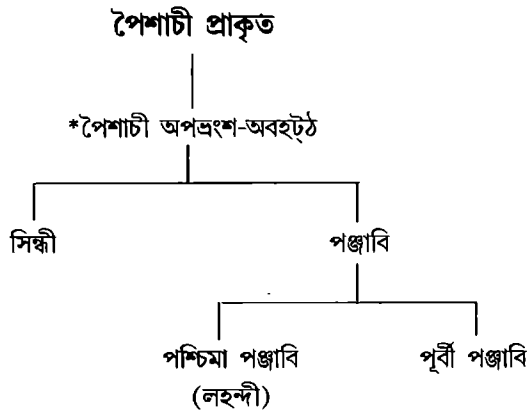 পৈশাচী প্রাকৃত
*পৈশাচী অপভ্রংশ-অবহট্‌ঠ
সিন্ধী পঞ্জাবি
পশ্চিমা পঞ্জাবি পূর্বী পঞ্জাবি
(লহন্দী)